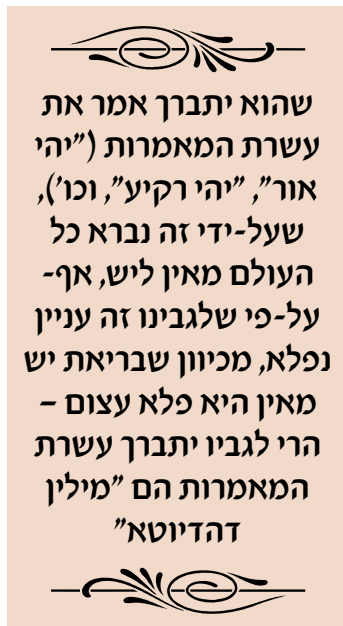 שהוא יתברך אמר את
עשרת המאמרות ("יהי
אור", "יהי רקיע", וכו'),
שעל-ידי זה נברא כל
העולם מאין ליש, אף-
על-פי שלגבינו זה עניין
נפלא, מכיוון שבריאת יש
מאין היא פלא עצום –
הרי לגביו יתברך עשרת
המאמרות הם "מילין
דהדיוטא"